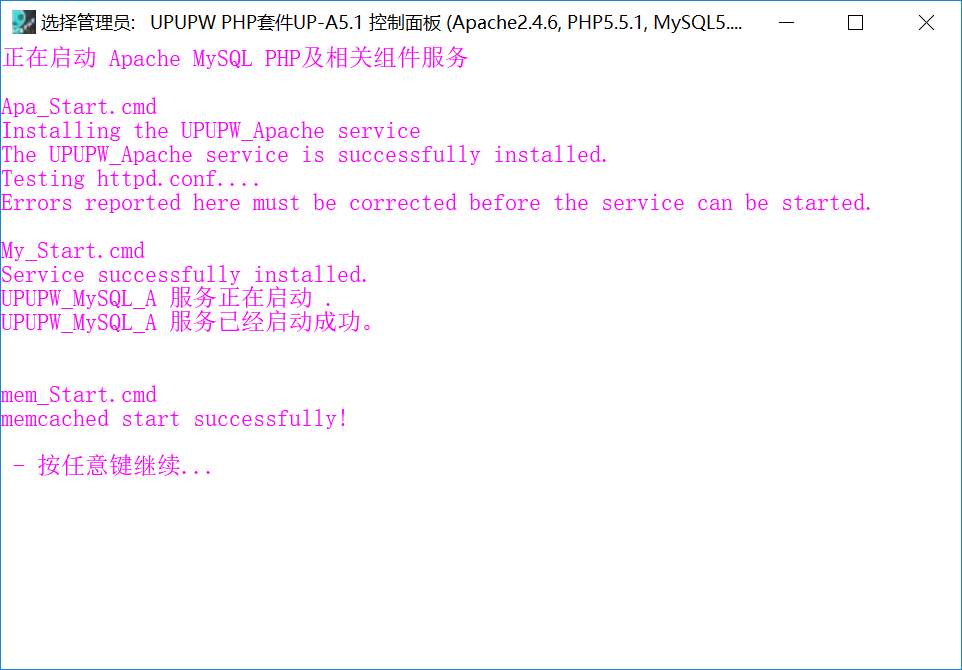 选择管理员: UPUPW PHP套件UP-A5.1 控制面板 (Apache2.4.6, PHP5.5.1, MySQL5....
正在启动 Apache MySQL PHP及相关组件服务
Apa_Start.cmd
Installing the UPUPW_Apache service
The UPUPW_Apache service is successfully installed.
Testing httpd.conf....
Errors reported here must be corrected before the service can be started.
My_Start.cmd
Service successfully installed.
UPUPW_MySQL_A 服务正在启动 .
UPUPW_MySQL_A 服务已经启动成功。
mem_Start.cmd
memcached start successfully!
- 按任意键继续...